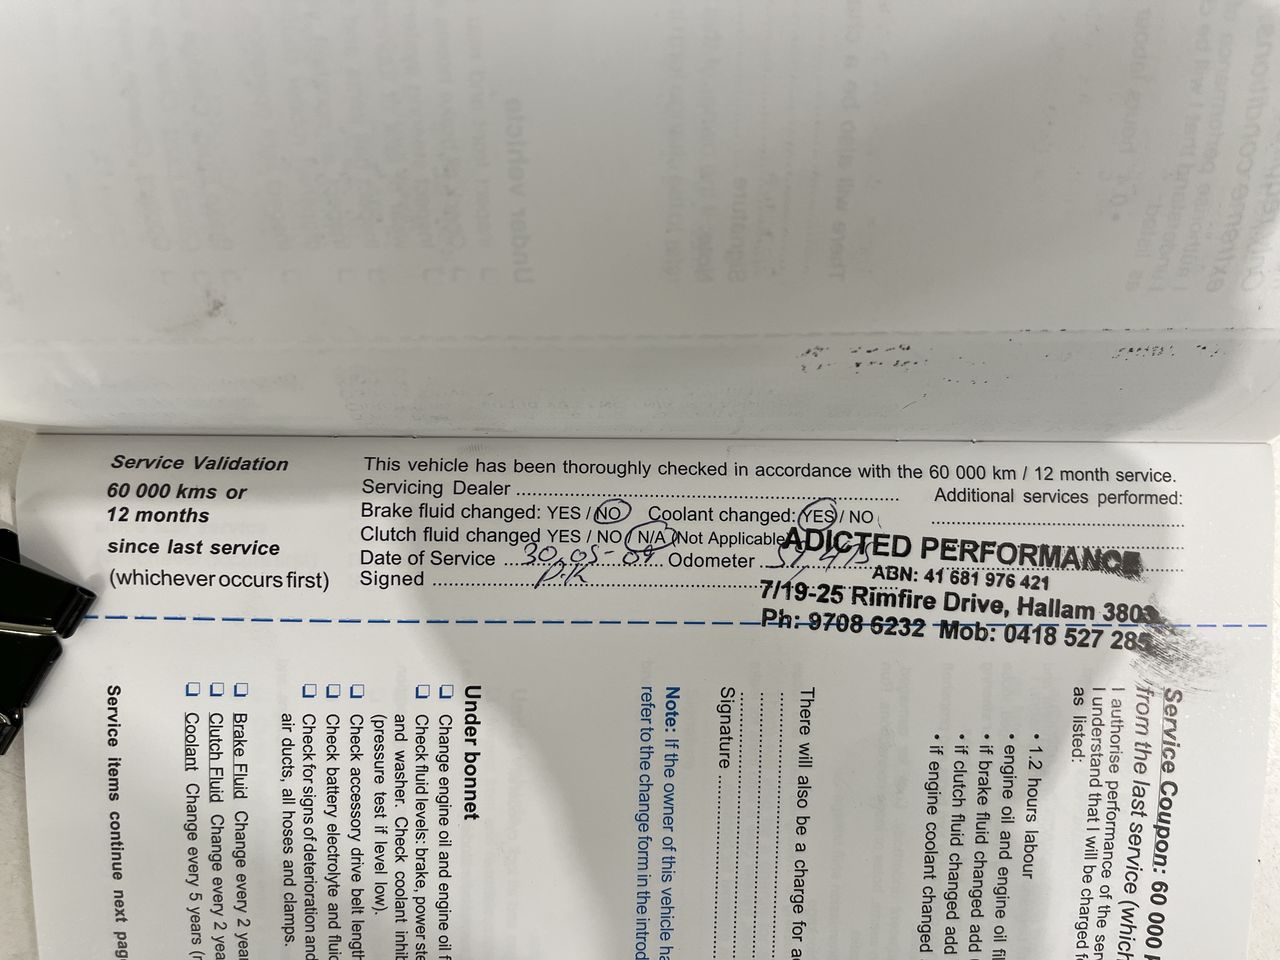 Service Validation
60 000 kms or
12 months
since last service
(whichever occurs first)
This vehicle has been thoroughly checked in accordance with the 60 000 km / 12 month service.
Servicing Dealer
Additional services performed:
Brake fluid changed: YES / NO Coolant changed: YES / NO
Clutch fluid changed YES / NO N/A (Not Applicable
Date of Service 30.05-09 Odometer
Signed P.K
ADICTED PERFORMANCE
ABN: 41 681 976 421
7/19-25 Rimfire Drive, Hallam 3803
Ph: 9708 6232 Mob: 0418 527 285
Service Coupon: 60 000
from the last service (which
I authorise performance of the
I understand that I will be charged
as listed:
• 1.2 hours labour
• engine oil and engine oil
• if brake fluid changed add
• if clutch fluid changed add
• if engine coolant changed
There will also be a charge for
Signature
Note: If the owner of this vehicle
refer to the change form in the
Under bonnet
Change engine oil and engine oil
Check fluid levels: brake, power
and washer. Check coolant
(pressure test if level low).
Check accessory drive belt
Check battery electrolyte and
Check for signs of deterioration and
air ducts, all hoses and clamps.
Brake Fluid Change every 2
Clutch Fluid Change every 2
Coolant Change every 5 years
Service items continue next